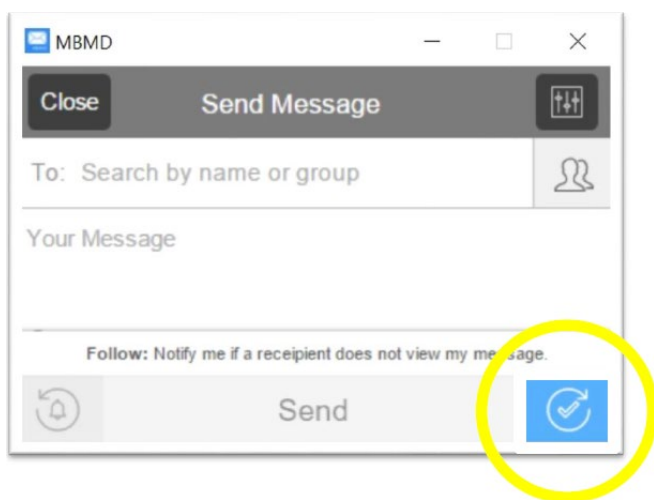 MBMD
Close Send Message
To: Search by name or group
Your Message
Follow: Notify me if a receipient does not view my message.
Send